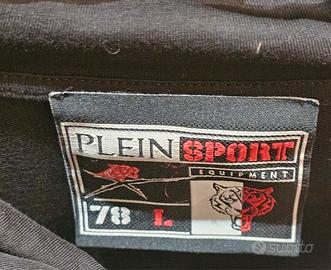 PLEIN SPORT
EQUIPMENT
78 L
subito